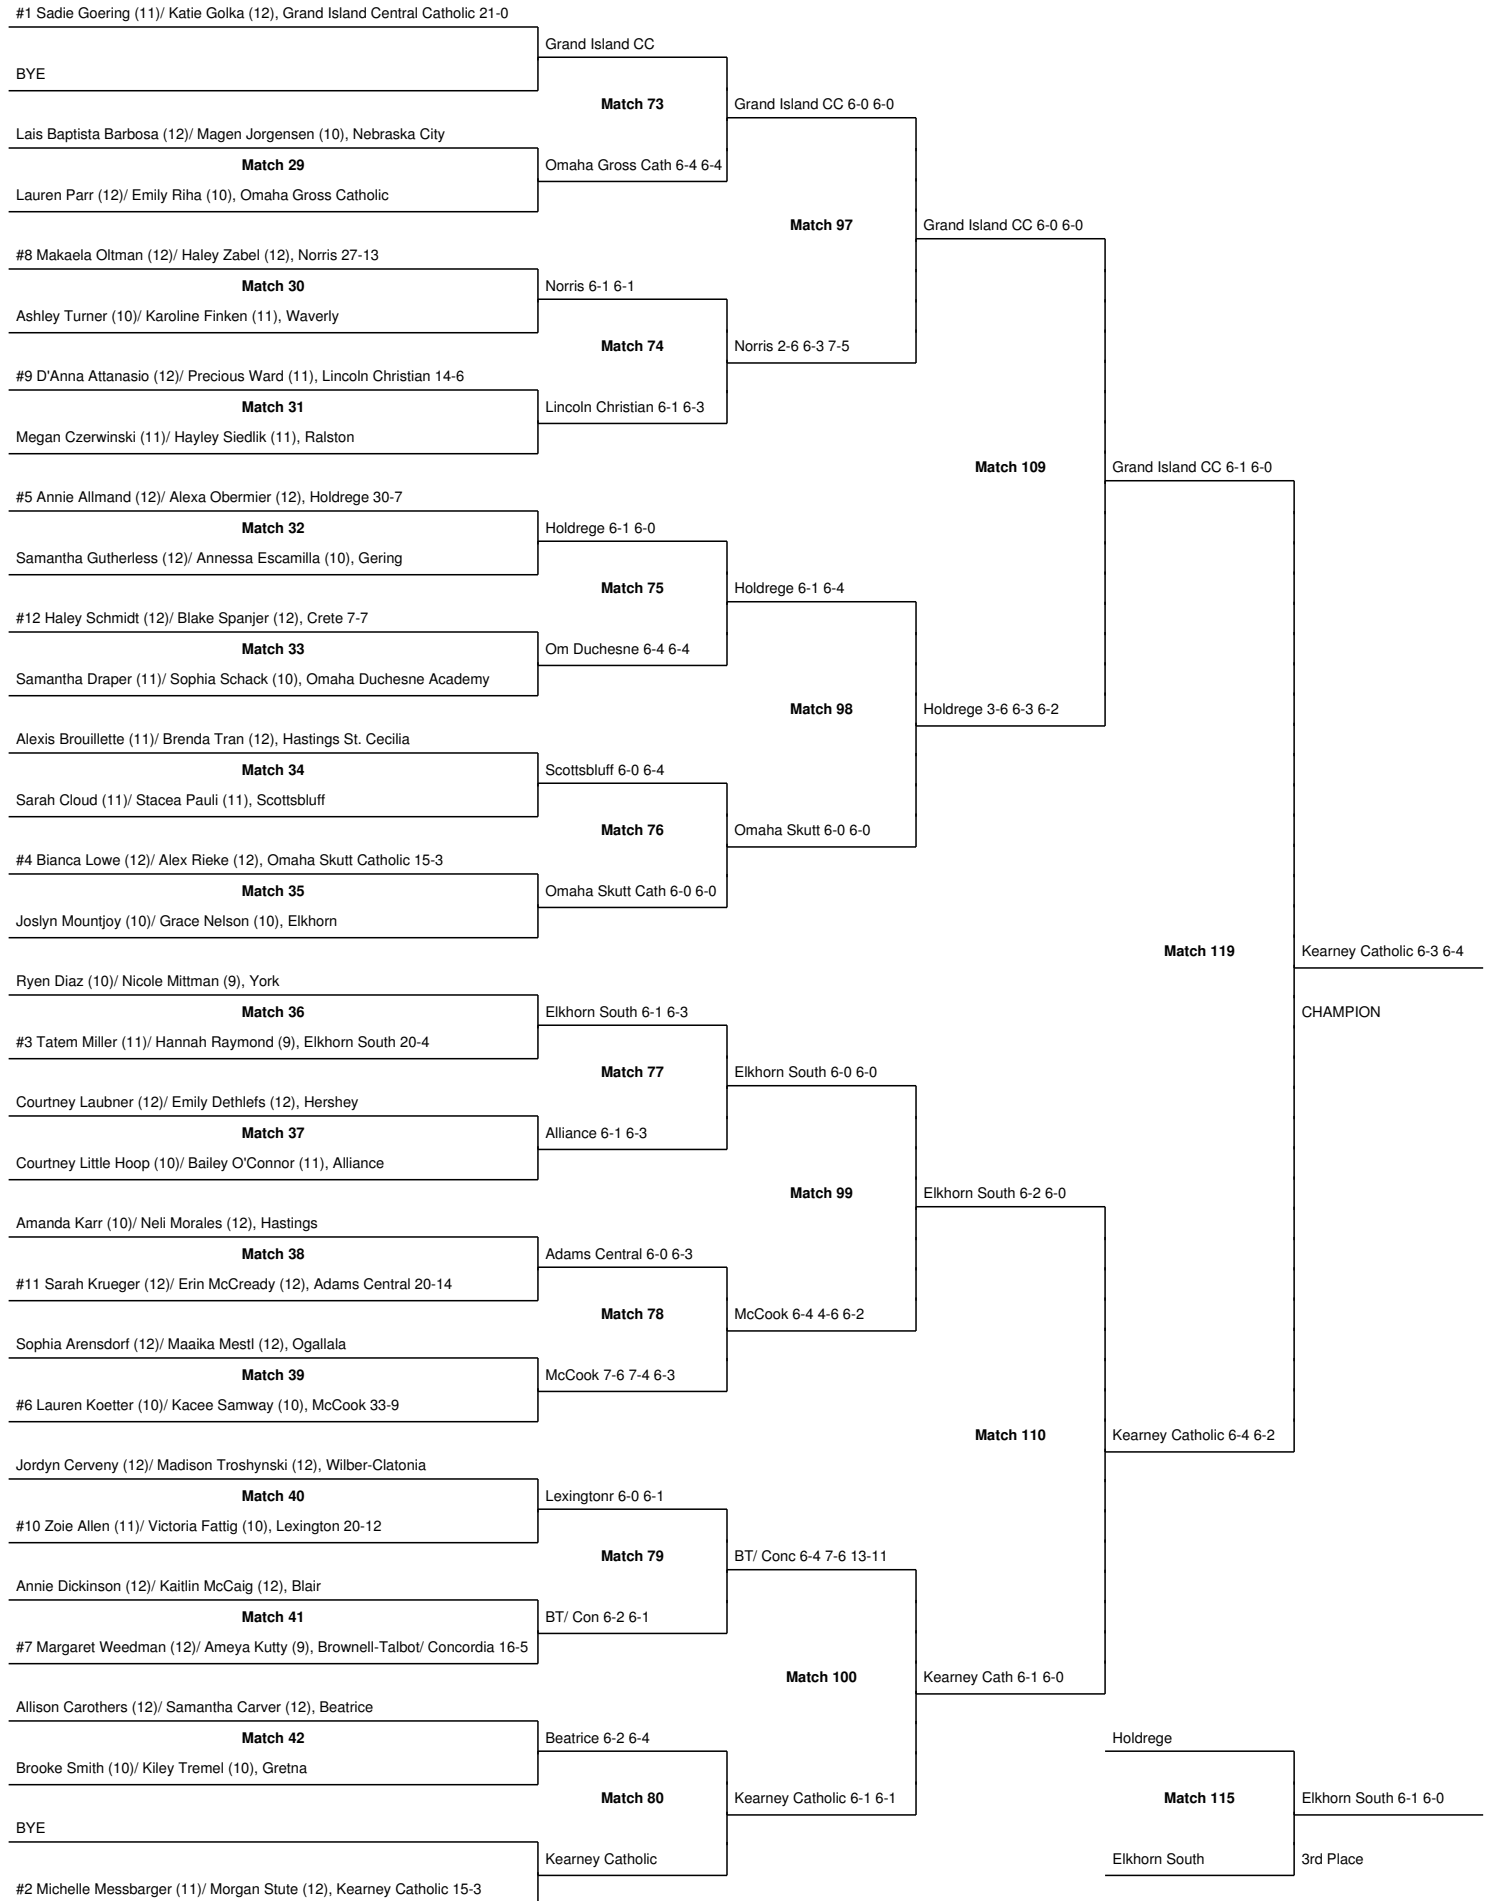 #1 Sadie Goering (11)/ Katie Golka (12), Grand Island Central Catholic 21-0
Grand Island CC
BYE
Match 73
Grand Island CC 6-0 6-0
Lais Baptista Barbosa (12)/ Magen Jorgensen (10), Nebraska City
Match 29
Omaha Gross Cath 6-4 6-4
Lauren Parr (12)/ Emily Riha (10), Omaha Gross Catholic
Match 97
Grand Island CC 6-0 6-0
#8 Makaela Oltman (12)/ Haley Zabel (12), Norris 27-13
Match 30
Norris 6-1 6-1
Ashley Turner (10)/ Karoline Finken (11), Waverly
Match 74
Norris 2-6 6-3 7-5
#9 D'Anna Attanasio (12)/ Precious Ward (11), Lincoln Christian 14-6
Match 31
Lincoln Christian 6-1 6-3
Megan Czerwinski (11)/ Hayley Siedlik (11), Ralston
Match 109
Grand Island CC 6-1 6-0
#5 Annie Allmand (12)/ Alexa Obermier (12), Holdrege 30-7
Match 32
Holdrege 6-1 6-0
Samantha Gutherless (12)/ Annessa Escamilla (10), Gering
Match 75
Holdrege 6-1 6-4
#12 Haley Schmidt (12)/ Blake Spanjer (12), Crete 7-7
Match 33
Om Duchesne 6-4 6-4
Samantha Draper (11)/ Sophia Schack (10), Omaha Duchesne Academy
Match 98
Holdrege 3-6 6-3 6-2
Alexis Brouillette (11)/ Brenda Tran (12), Hastings St. Cecilia
Match 34
Scottsbluff 6-0 6-4
Sarah Cloud (11)/ Stacea Pauli (11), Scottsbluff
Match 76
Omaha Skutt 6-0 6-0
#4 Bianca Lowe (12)/ Alex Rieke (12), Omaha Skutt Catholic 15-3
Match 35
Omaha Skutt Cath 6-0 6-0
Joslyn Mountjoy (10)/ Grace Nelson (10), Elkhorn
Match 119
Kearney Catholic 6-3 6-4
Ryen Diaz (10)/ Nicole Mittman (9), York
Match 36
Elkhorn South 6-1 6-3
CHAMPION
#3 Tatem Miller (11)/ Hannah Raymond (9), Elkhorn South 20-4
Match 77
Elkhorn South 6-0 6-0
Courtney Laubner (12)/ Emily Dethlefs (12), Hershey
Match 37
Alliance 6-1 6-3
Courtney Little Hoop (10)/ Bailey O'Connor (11), Alliance
Match 99
Elkhorn South 6-2 6-0
Amanda Karr (10)/ Neli Morales (12), Hastings
Match 38
Adams Central 6-0 6-3
#11 Sarah Krueger (12)/ Erin McCready (12), Adams Central 20-14
Match 78
McCook 6-4 4-6 6-2
Sophia Arensdorf (12)/ Maaika Mestl (12), Ogallala
Match 39
McCook 7-6 7-4 6-3
#6 Lauren Koetter (10)/ Kacee Samway (10), McCook 33-9
Match 110
Kearney Catholic 6-4 6-2
Jordyn Cerveny (12)/ Madison Troshynski (12), Wilber-Clatonia
Match 40
Lexingtonr 6-0 6-1
#10 Zoie Allen (11)/ Victoria Fattig (10), Lexington 20-12
Match 79
BT/ Conc 6-4 7-6 13-11
Annie Dickinson (12)/ Kaitlin McCaig (12), Blair
Match 41
BT/ Con 6-2 6-1
#7 Margaret Weedman (12)/ Ameya Kutty (9), Brownell-Talbot/ Concordia 16-5
Match 100
Kearney Cath 6-1 6-0
Allison Carothers (12)/ Samantha Carver (12), Beatrice
Match 42
Beatrice 6-2 6-4
Holdrege
Brooke Smith (10)/ Kiley Tremel (10), Gretna
Match 80
Kearney Catholic 6-1 6-1
Match 115
Elkhorn South 6-1 6-0
BYE
Kearney Catholic
Elkhorn South
3rd Place
#2 Michelle Messbarger (11)/ Morgan Stute (12), Kearney Catholic 15-3